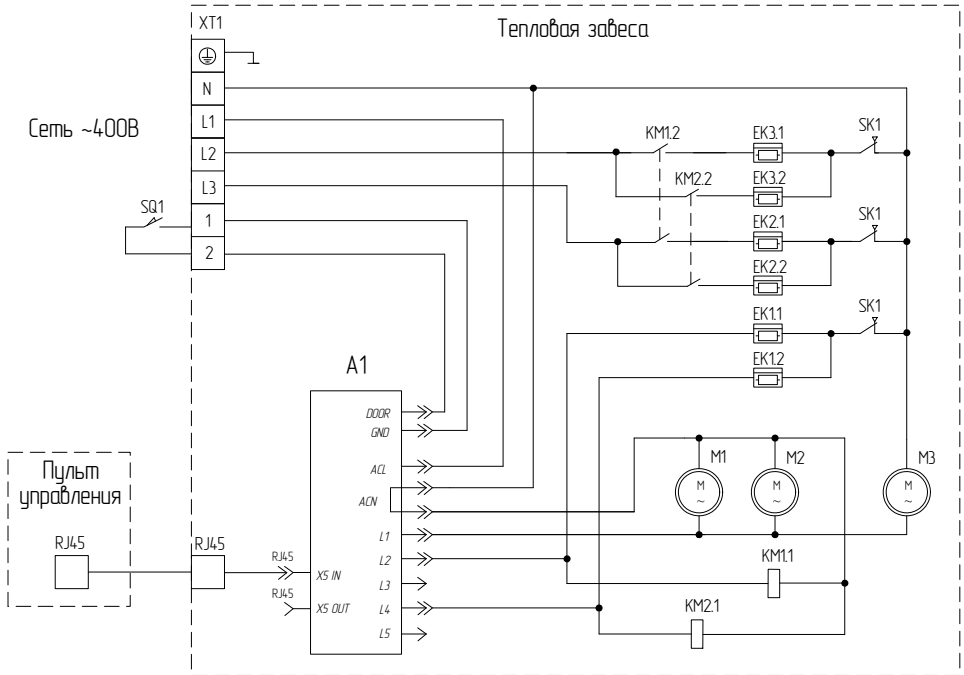 XT1
Тепловая завеса
N
Сеть ~400В
L1
L2
L3
SQ1
1
2
KM1.2
EK3.1
SK1
KM2.2
EK3.2
EK2.1
SK1
EK2.2
EK1.1
SK1
EK1.2
A1
DOOR
GND
ACL
ACN
L1
L2
L3
L4
L5
X5 IN
X5 OUT
RJ45
RJ45
Пульт
управления
RJ45
RJ45
M1
M2
M3
M
~
M
~
M
~
KM1.1
KM2.1